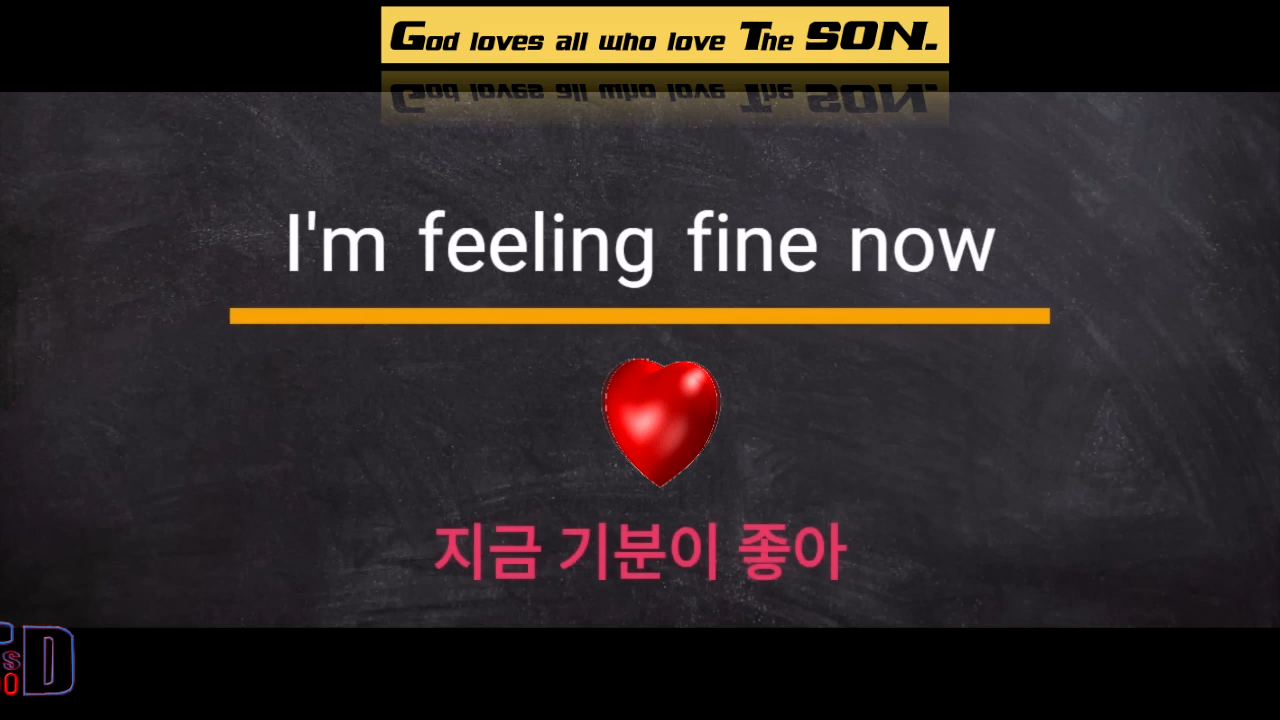 God loves all who love The SON.
I'm feeling fine now
지금 기분이 좋아